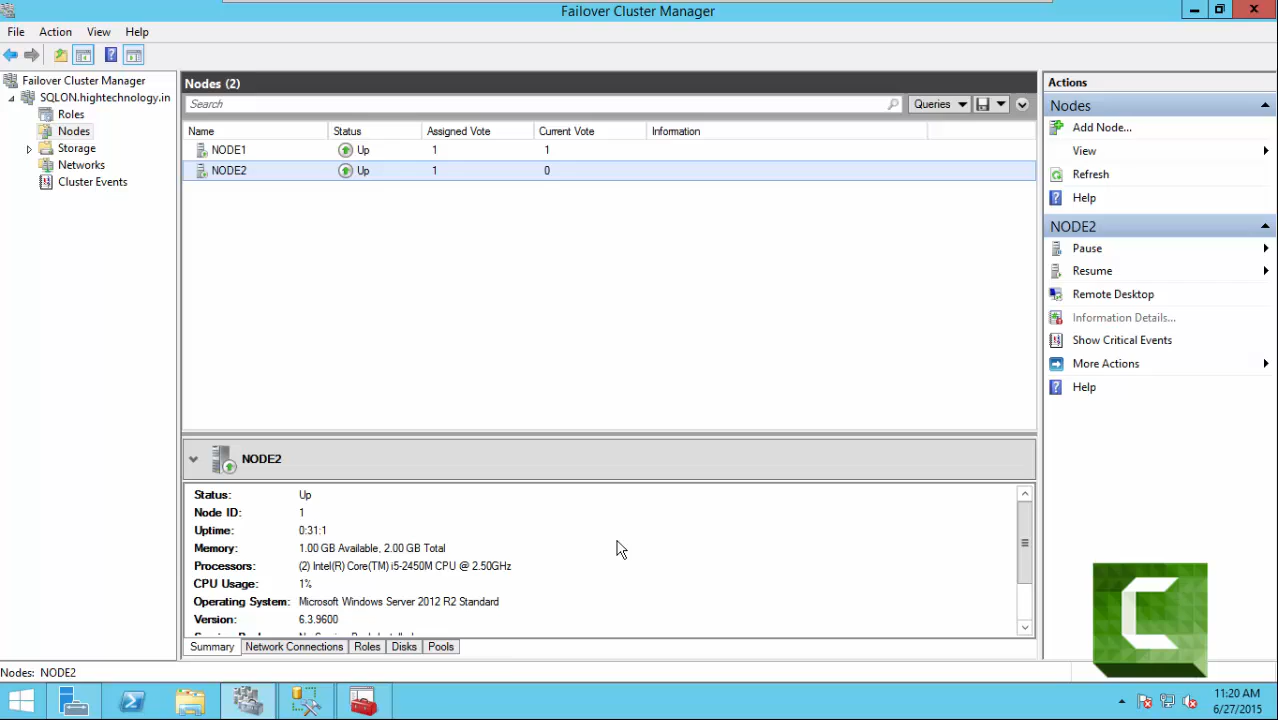 Failover Cluster Manager
File Action View Help
Failover Cluster Manager
SQLON.hightechnology.in
Roles
Nodes
Storage
Networks
Cluster Events
Nodes (2)
Search
Queries
Name Status Assigned Vote Current Vote Information
NODE1 Up 1 1
NODE2 Up 1 0
NODE2
Status: Up
Node ID: 1
Uptime: 0:31:1
Memory: 1.00 GB Available, 2.00 GB Total
Processors: (2) Intel(R) Core(TM) i5-2450M CPU @ 2.50GHz
CPU Usage: 1%
Operating System: Microsoft Windows Server 2012 R2 Standard
Version: 6.3.9600
Summary Network Connections Roles Disks Pools
Actions
Nodes
Add Node...
View
Refresh
Help
NODE2
Pause
Resume
Remote Desktop
Information Details...
Show Critical Events
More Actions
Help
Nodes: NODE2
11:20 AM
6/27/2015